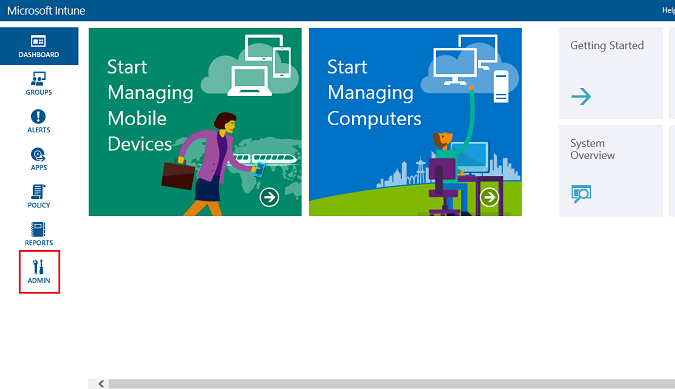 Microsoft Intune
Help
DASHBOARD
GROUPS
ALERTS
APPS
POLICY
REPORTS
ADMIN
Start
Managing
Mobile
Devices
Start
Managing
Computers
Getting Started
System
Overview